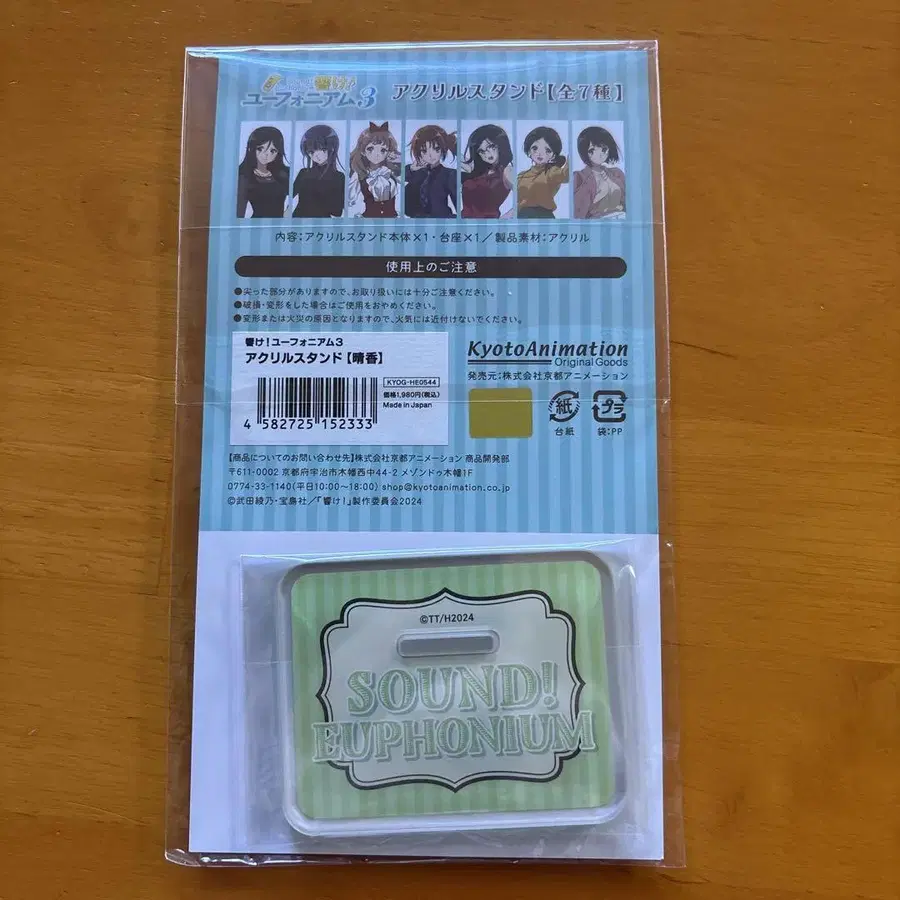 響け!
ユーフォニアム3 アクリルスタンド【全7種】
内容:アクリルスタンド本体×1・台座×1/製品素材:アクリル
使用上のご注意
●尖った部分がありますので、お取り扱いには十分ご注意ください。
●破損・変形をした場合はご使用をおやめください。
●変形または火災の原因となりますので、火気には近付けないでください。
響け!ユーフォニアム3
アクリルスタンド【晴香】
KYOG-HE0544
価格1,980円(税込)
Made in Japan
4 582725 152333
KyotoAnimation
Original Goods
発売元:株式会社京都アニメーション
紙
台紙
プラ
袋:PP
【商品についてのお問い合わせ先】株式会社京都アニメーション 商品開発部
〒611-0002 京都府宇治市木幡西中44-2 メゾンドゥ木幡1F
0774-33-1140(平日10:00~18:00) shop@kyotoanimation.co.jp
©武田綾乃・宝島社/「響け!」製作委員会2024
©TT/H2024
SOUND!
EUPHONIUM